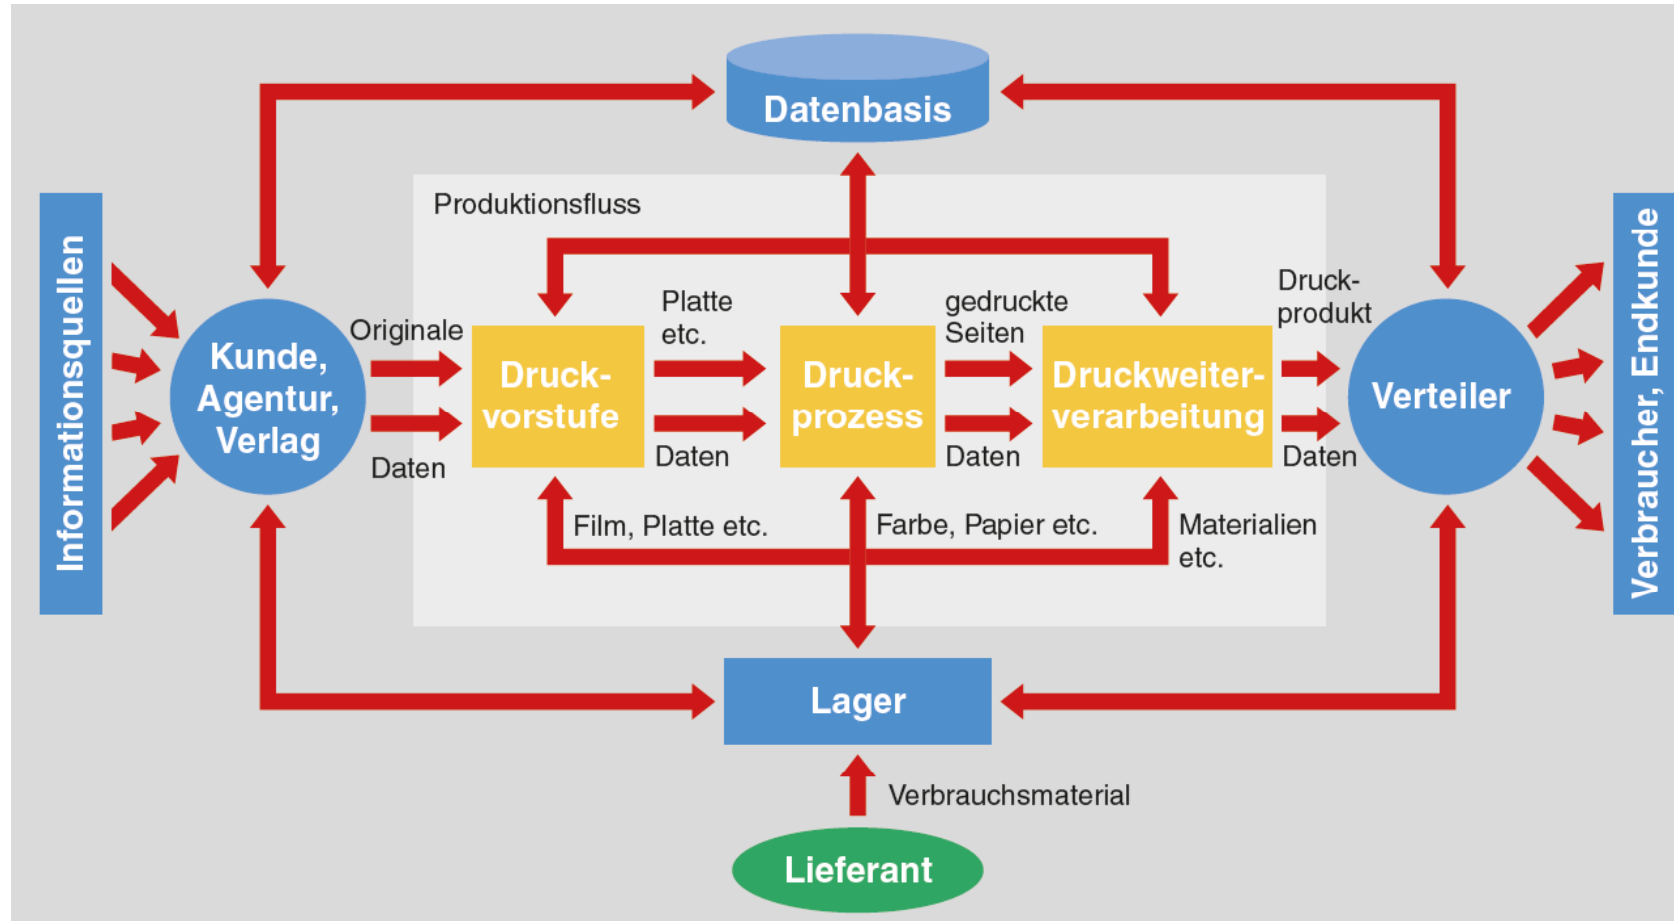 Datenbasis
Produktionsfluss
Informationsquellen
Kunde,
Agentur,
Verlag
Originale
Daten
Druck-
vorstufe
Platte
etc.
Daten
Druck-
prozess
gedruckte
Seiten
Daten
Druckweiter-
verarbeitung
Druck-
produkt
Daten
Verteiler
Verbraucher, Endkunde
Film, Platte etc.
Farbe, Papier etc.
Materialien
etc.
Lager
Verbrauchsmaterial
Lieferant